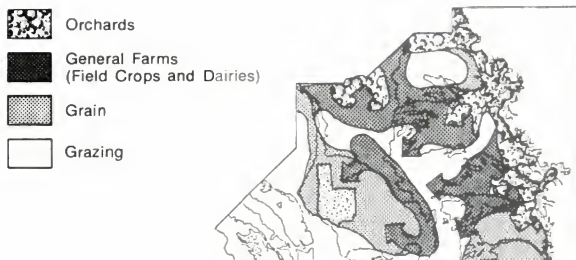 Orchards
General Farms
(Field Crops and Dairies)
Grain
Grazing